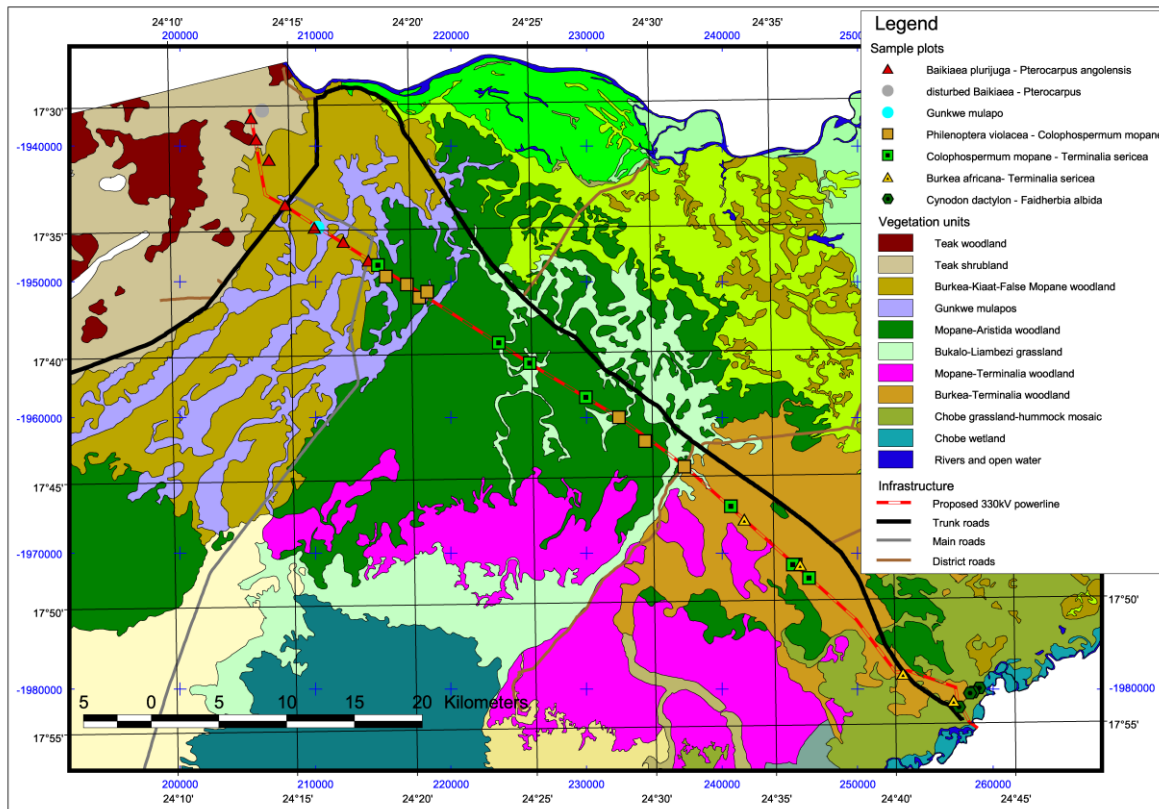 24°10' 24°15' 24°20' 24°25' 24°30' 24°35'
200000 210000 220000 230000 240000 250000
Legend
Sample plots
Baikiaea plurijuga - Pterocarpus angolensis
disturbed Baikiaea - Pterocarpus
Gunkwe mulapo
Philenoptera violacea - Colophospermum mopane
Colophospermum mopane - Terminalia sericea
Burkea africana- Terminalia sericea
Cynodon dactylon - Faidherbia albida
Vegetation units
Teak woodland
Teak shrubland
Burkea-Kiaat-False Mopane woodland
Gunkwe mulapos
Mopane-Aristida woodland
Bukalo-Liambezi grassland
Mopane-Terminalia woodland
Burkea-Terminalia woodland
Chobe grassland-hummock mosaic
Chobe wetland
Rivers and open water
Infrastructure
Proposed 330kV powerline
Trunk roads
Main roads
District roads
17°30'
-1940000
17°35'
-1950000
17°40'
-1960000
17°45'
-1970000
17°50' 17°50'
-1980000 -1980000
5 0 5 10 15 20 Kilometers
17°55' 17°55'
200000 210000 220000 230000 240000 250000 260000
24°10' 24°15' 24°20' 24°25' 24°30' 24°35' 24°40' 24°45'